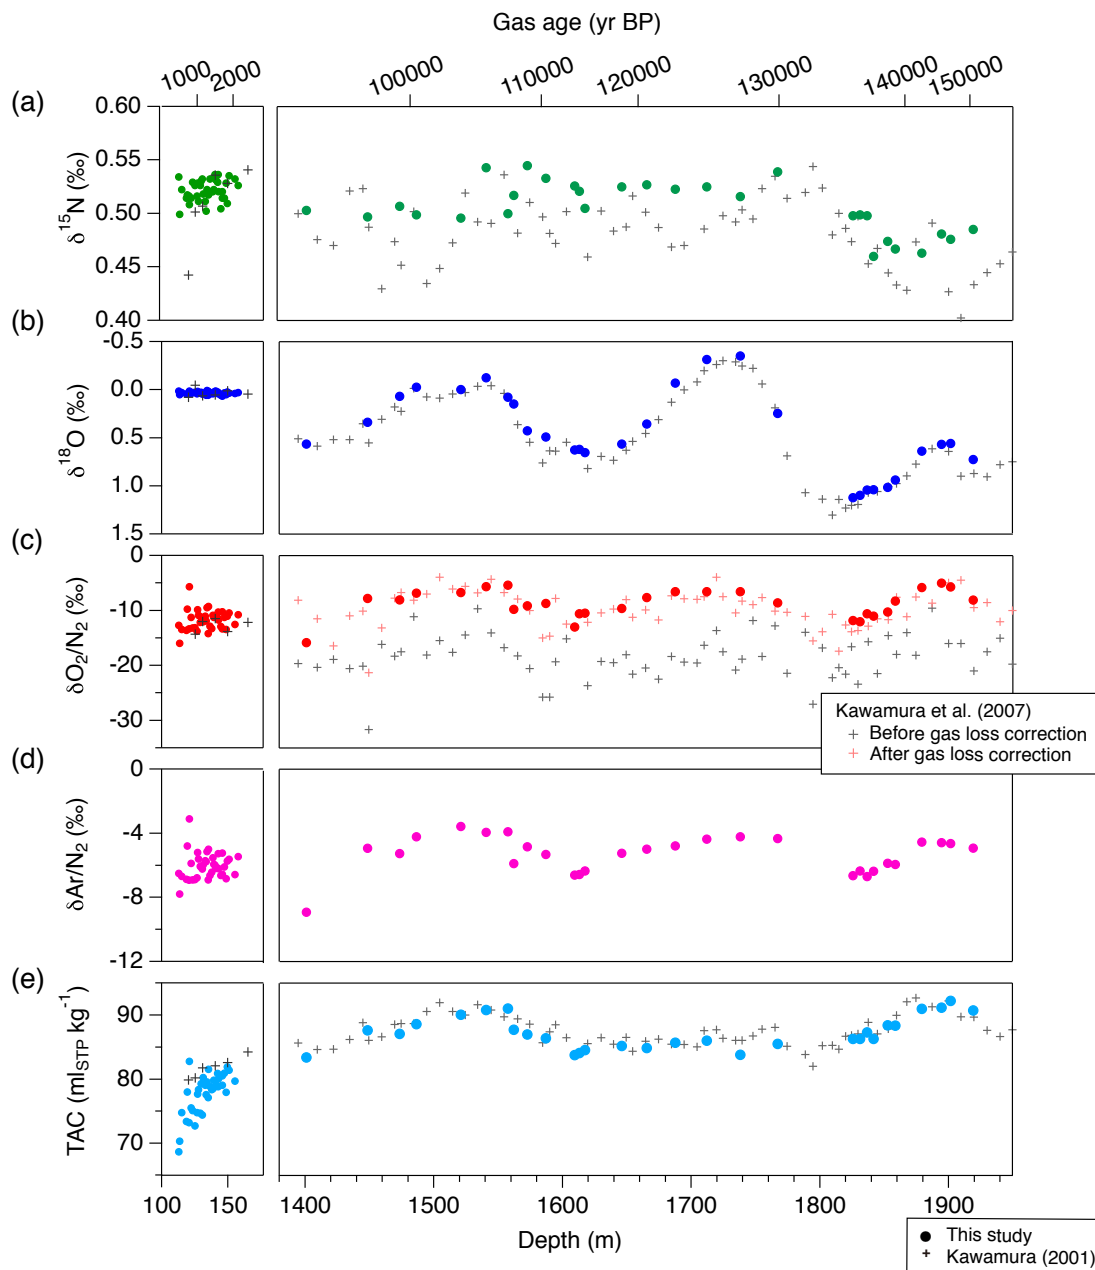 Gas age (yr BP)
1000 2000 100000 110000 120000 130000 140000 150000
(a)
0.60
0.55
0.50
0.45
0.40
δ15N (‰)
(b)
-0.5
0.0
0.5
1.0
1.5
δ18O (‰)
(c)
0
-10
-20
-30
δO2/N2 (‰)
Kawamura et al. (2007)
+ Before gas loss correction
+ After gas loss correction
(d)
0
-4
-8
-12
δAr/N2 (‰)
(e)
90
80
70
TAC (mlSTP kg-1)
100 150 1400 1500 1600 1700 1800 1900
Depth (m)
● This study
+ Kawamura (2001)